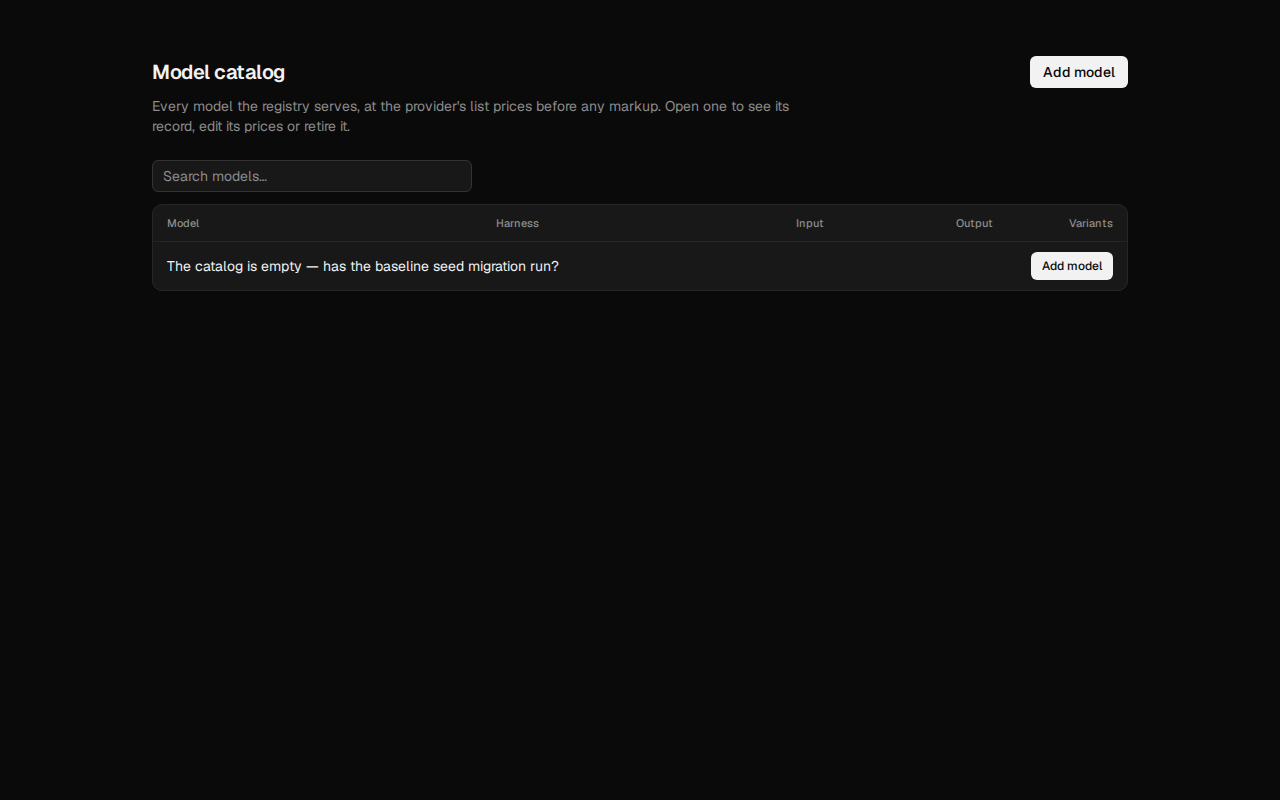 Model catalog
Add model
Every model the registry serves, at the provider's list prices before any markup. Open one to see its
record, edit its prices or retire it.
Search models…
Model Harness Input Output Variants
The catalog is empty — has the baseline seed migration run? Add model